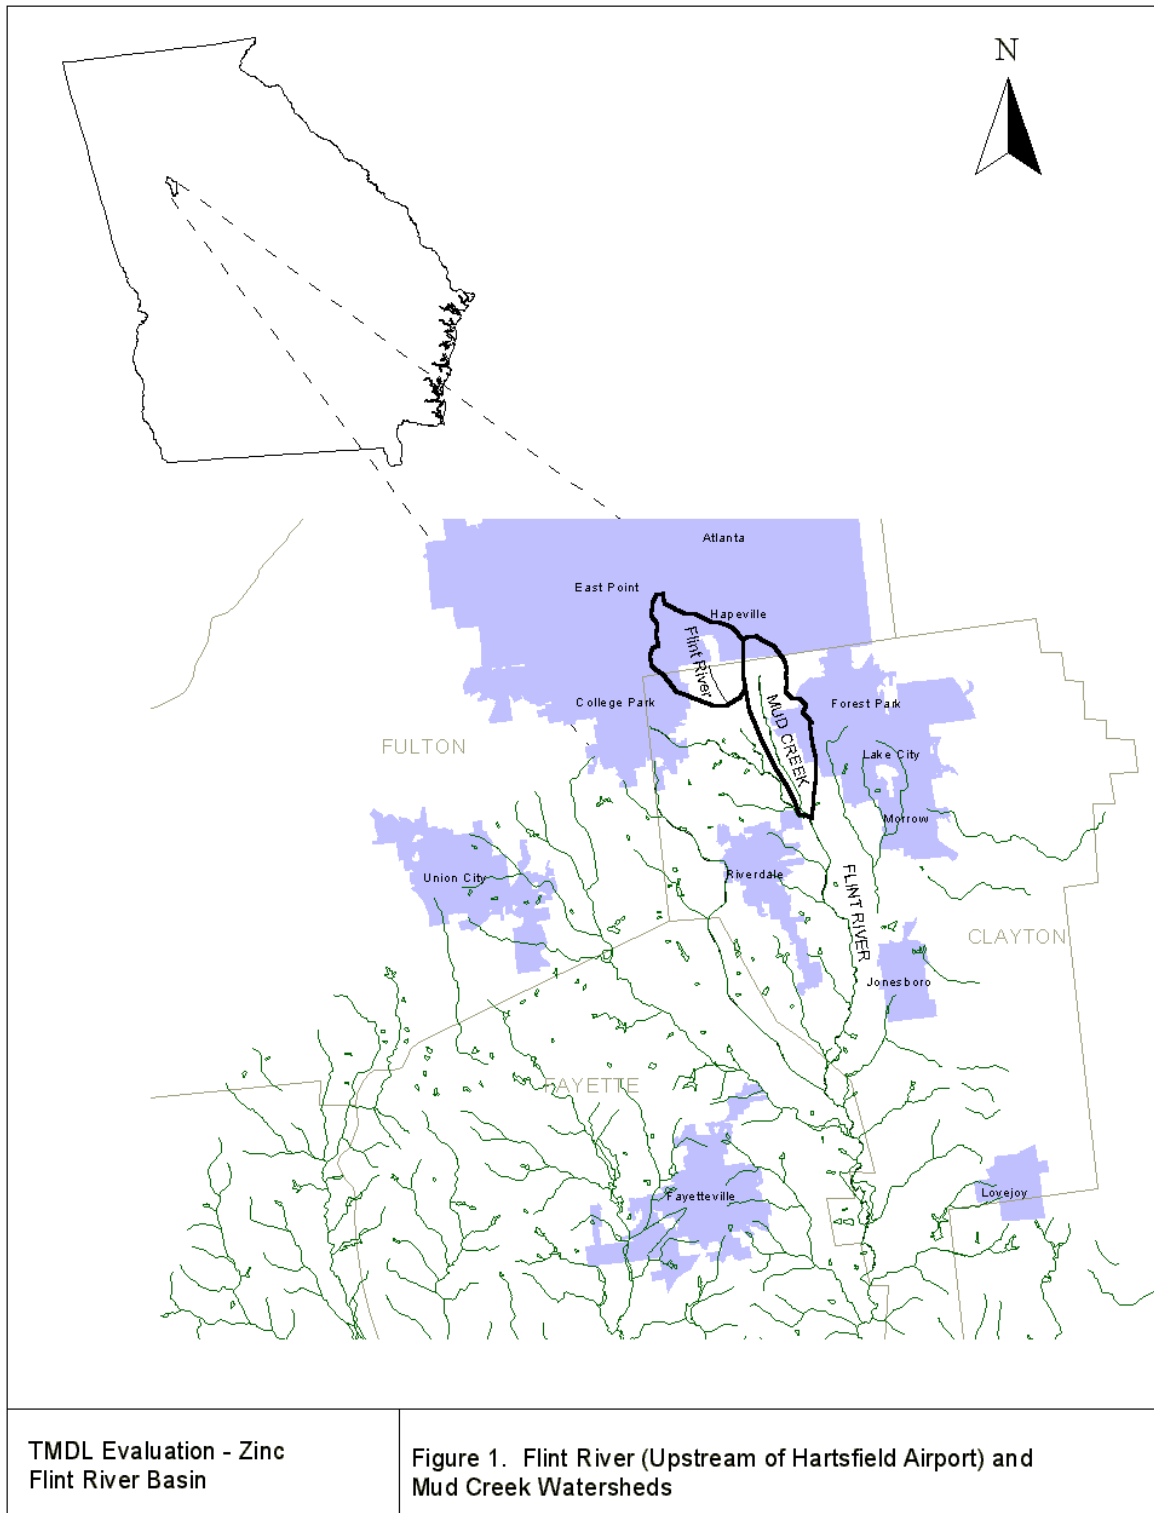 N
Atlanta
East Point
Hapeville
Flint River
College Park
MUD CREEK
Forest Park
FULTON
Lake City
Morrow
Union City
Riverdale
FLINT RIVER
CLAYTON
Jonesboro
FAYETTE
Fayetteville
Lovejoy
TMDL Evaluation - Zinc
Flint River Basin
Figure 1. Flint River (Upstream of Hartsfield Airport) and
Mud Creek Watersheds